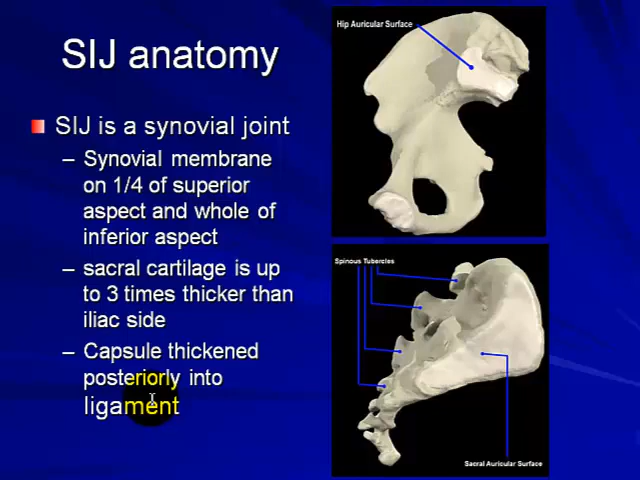 SIJ anatomy
SIJ is a synovial joint
– Synovial membrane
on 1/4 of superior
aspect and whole of
inferior aspect
– sacral cartilage is up
to 3 times thicker than
iliac side
– Capsule thickened
posteriorly into
ligament
Hip Auricular Surface
Spinous Tubercles
Sacral Auricular Surface